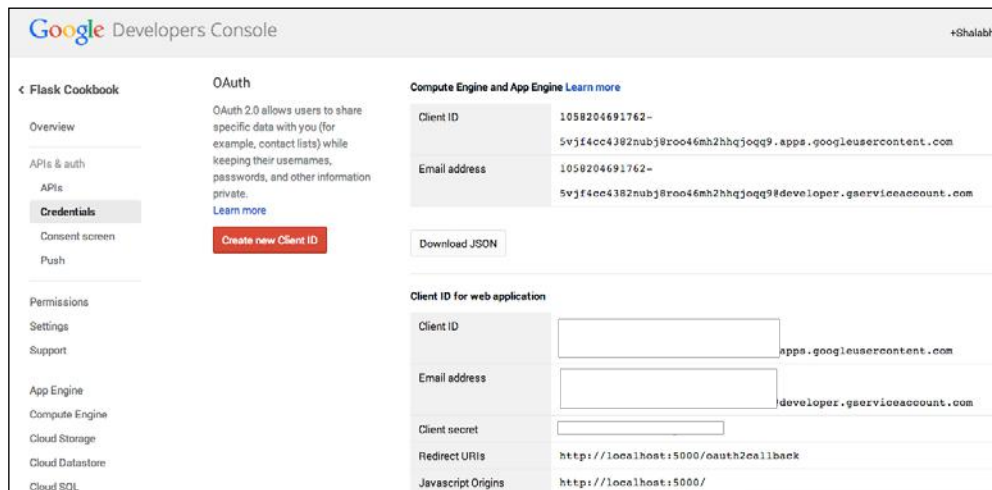 Google Developers Console
+Shalabh
< Flask Cookbook
Overview
APIs & auth
APIs
Credentials
Consent screen
Push
Permissions
Settings
Support
App Engine
Compute Engine
Cloud Storage
Cloud Datastore
Cloud SQL
OAuth
OAuth 2.0 allows users to share
specific data with you (for
example, contact lists) while
keeping their usernames,
passwords, and other information
private.
Learn more
Create new Client ID
Compute Engine and App Engine Learn more
Client ID
1058204691762-
5vjf4cc4382nubj8roo46mh2hhqjoqq9.apps.googleusercontent.com
Email address
1058204691762-
5vjf4cc4382nubj8roo46mh2hhqjoqq9@developer.gserviceaccount.com
Download JSON
Client ID for web application
Client ID
apps.googleusercontent.com
Email address
@developer.gserviceaccount.com
Client secret
Redirect URIs
http://localhost:5000/oauth2callback
Javascript Origins
http://localhost:5000/